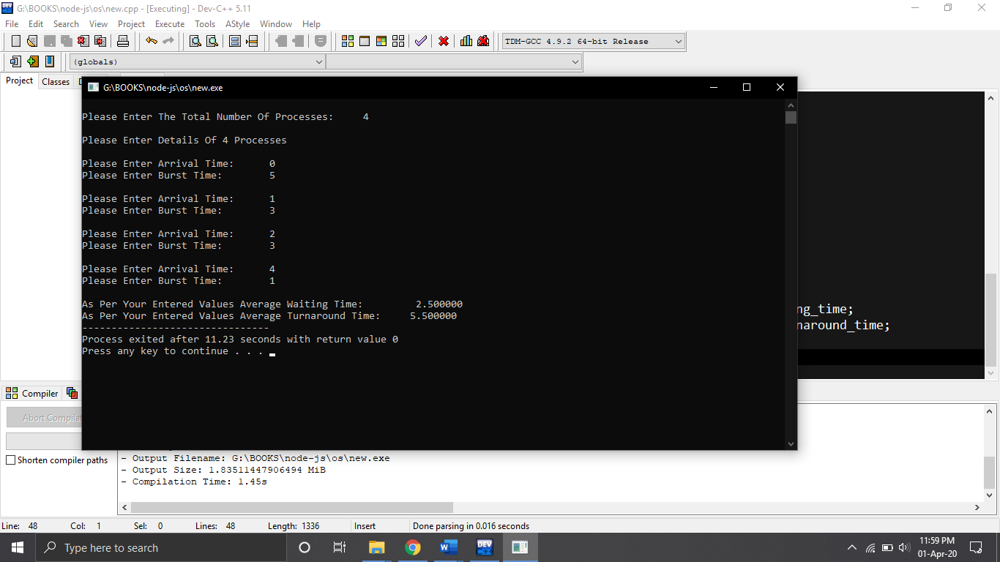 G:\BOOKS\node-js\os\new.cpp - [Executing] - Dev-C++ 5.11
File Edit Search View Project Execute Tools AStyle Window Help
TDM-GCC 4.9.2 64-bit Release
(globals)
Project Classes
G:\BOOKS\node-js\os\new.exe
Please Enter The Total Number Of Processes: 4
Please Enter Details Of 4 Processes
Please Enter Arrival Time: 0
Please Enter Burst Time: 5
Please Enter Arrival Time: 1
Please Enter Burst Time: 3
Please Enter Arrival Time: 2
Please Enter Burst Time: 3
Please Enter Arrival Time: 4
Please Enter Burst Time: 1
As Per Your Entered Values Average Waiting Time: 2.500000
As Per Your Entered Values Average Turnaround Time: 5.500000
--------------------------------
Process exited after 11.23 seconds with return value 0
Press any key to continue . . .
ng_time;
naround_time;
Compiler
Abort Compilat
Shorten compiler paths
- Output Filename: G:\BOOKS\node-js\os\new.exe
- Output Size: 1.83511447906494 MiB
- Compilation Time: 1.45s
Line: 48 Col: 1 Sel: 0 Lines: 48 Length: 1336 Insert Done parsing in 0.016 seconds
Type here to search
11:59 PM
01-Apr-20